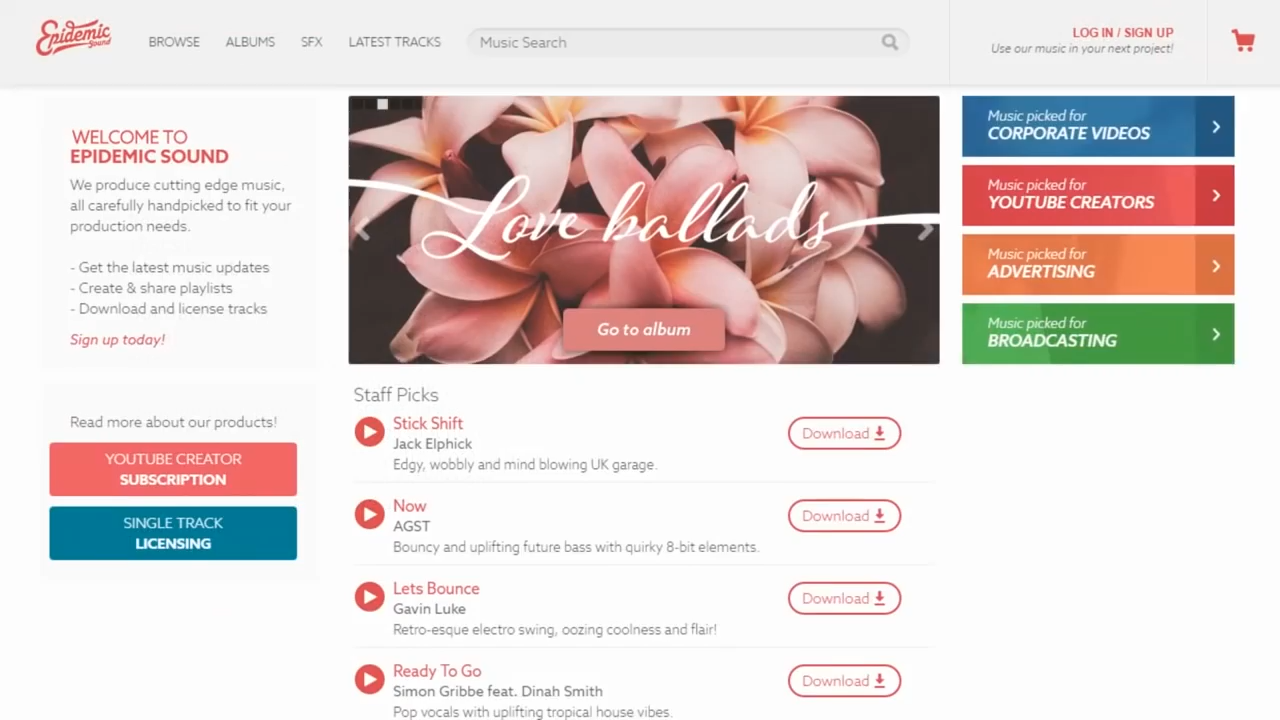 Epidemic
Sound
BROWSE
ALBUMS
SFX
LATEST TRACKS
Music Search
LOG IN / SIGN UP
Use our music in your next project!
WELCOME TO
EPIDEMIC SOUND
We produce cutting edge music,
all carefully handpicked to fit your
production needs.
- Get the latest music updates
- Create & share playlists
- Download and license tracks
Sign up today!
Read more about our products!
YOUTUBE CREATOR
SUBSCRIPTION
SINGLE TRACK
LICENSING
Love ballads
Go to album
Staff Picks
Stick Shift
Jack Elphick
Edgy, wobbly and mind blowing UK garage.
Download
Now
AGST
Bouncy and uplifting future bass with quirky 8-bit elements.
Download
Lets Bounce
Gavin Luke
Retro-esque electro swing, oozing coolness and flair!
Download
Ready To Go
Simon Gribbe feat. Dinah Smith
Pop vocals with uplifting tropical house vibes.
Download
Music picked for
CORPORATE VIDEOS
Music picked for
YOUTUBE CREATORS
Music picked for
ADVERTISING
Music picked for
BROADCASTING